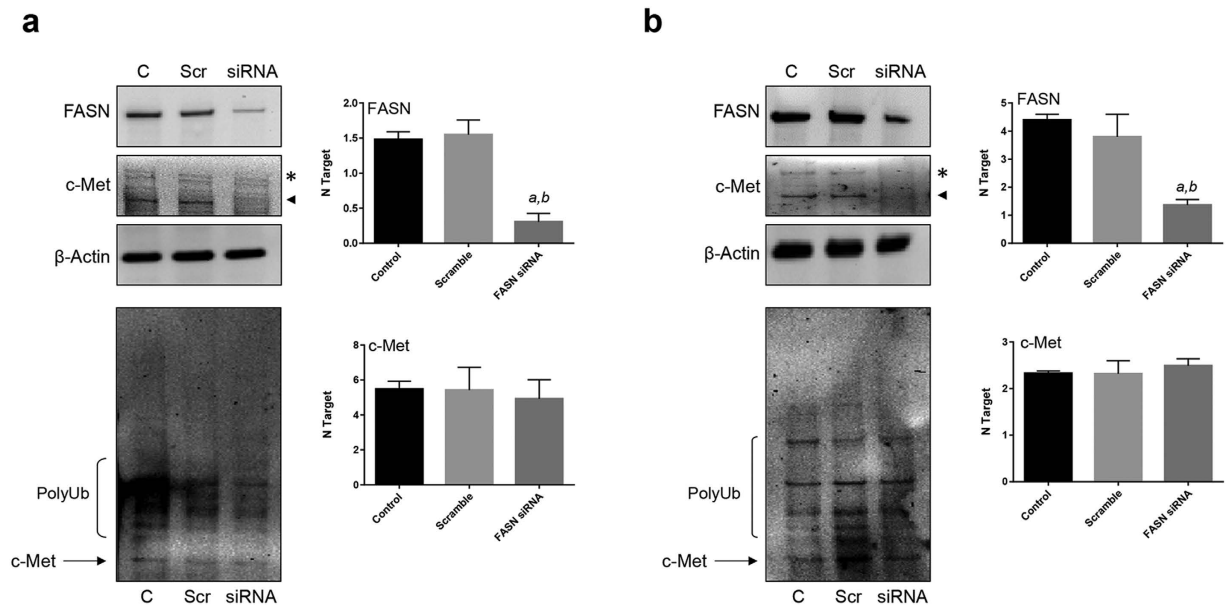 a
C Scr siRNA
FASN
c-Met
*
β-Actin
PolyUb
c-Met
C Scr siRNA
FASN
N Target
2.0
1.5
1.0
0.5
0.0
a,b
Control
Scramble
FASN siRNA
c-Met
N Target
8
6
4
2
0
Control
Scramble
FASN siRNA
b
C Scr siRNA
FASN
c-Met
*
β-Actin
PolyUb
c-Met
C Scr siRNA
FASN
N Target
5
4
3
2
1
0
a,b
Control
Scramble
FASN siRNA
c-Met
N Target
3
2
1
0
Control
Scramble
FASN siRNA